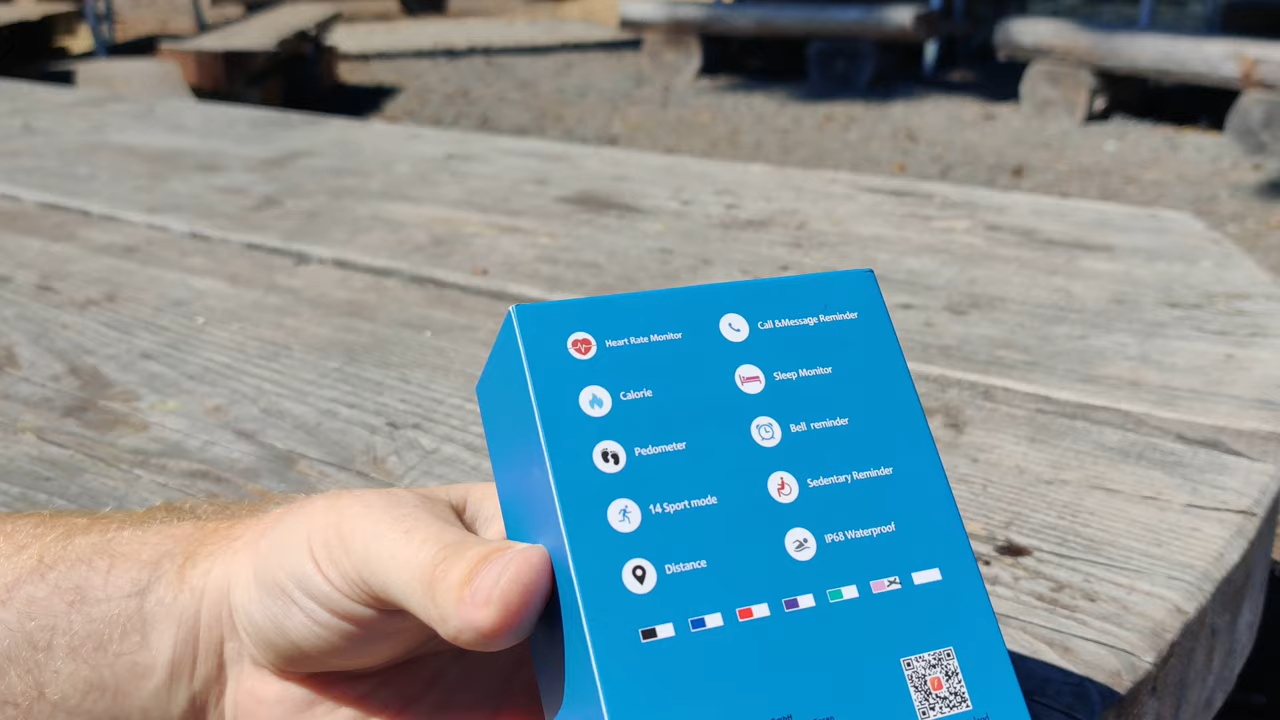 Heart Rate Monitor
Calorie
Pedometer
14 Sport mode
Distance
Call &Message Reminder
Sleep Monitor
Bell reminder
Sedentary Reminder
IP68 Waterproof